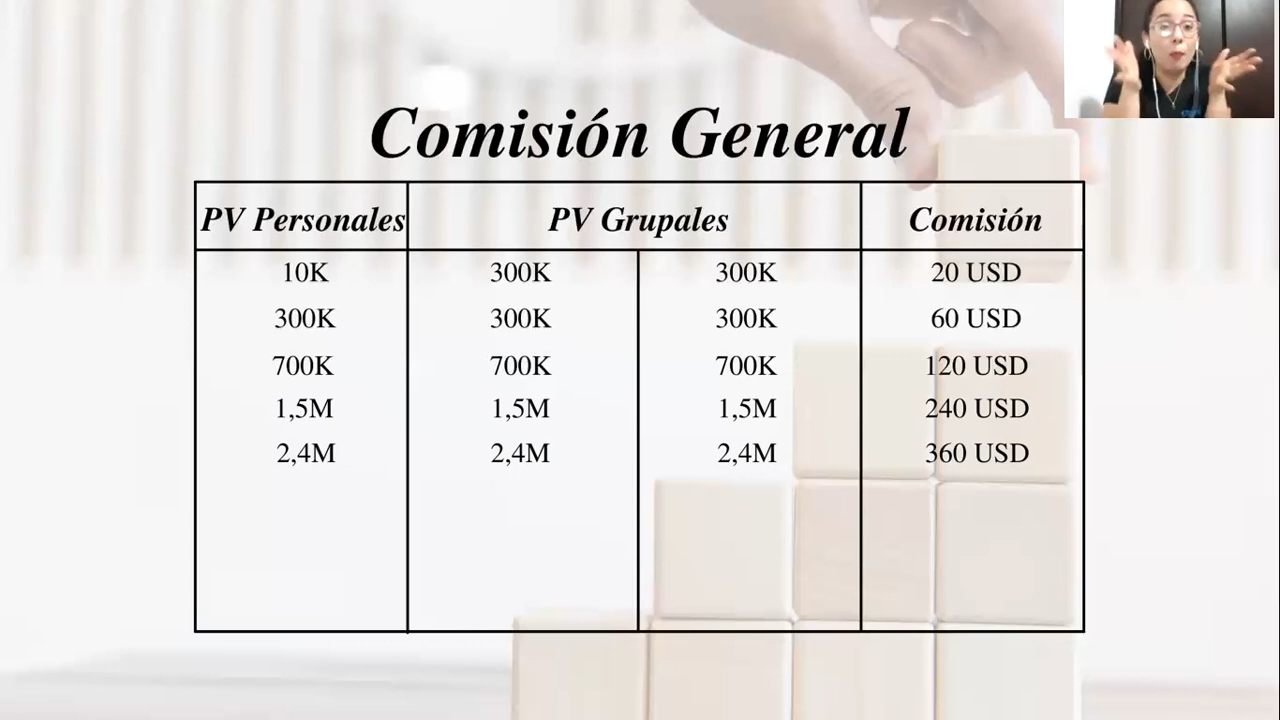 Comisión General
PV Personales PV Grupales Comisión
10K 300K 300K 20 USD
300K 300K 300K 60 USD
700K 700K 700K 120 USD
1,5M 1,5M 1,5M 240 USD
2,4M 2,4M 2,4M 360 USD